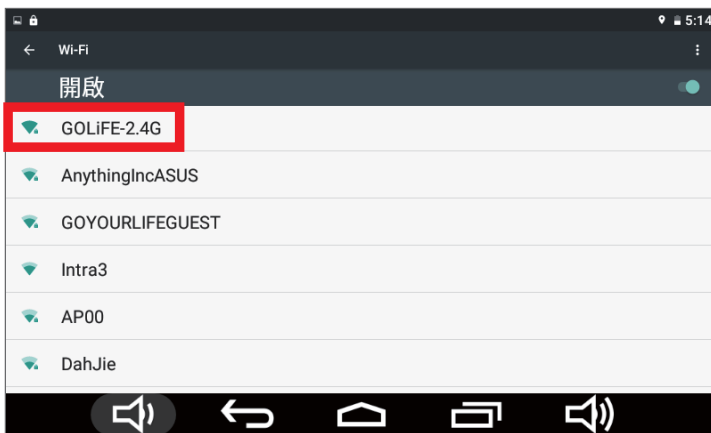 5:14
Wi-Fi
開啟
GOLiFE-2.4G
AnythingIncASUS
GOYOURLIFEGUEST
Intra3
AP00
DahJie